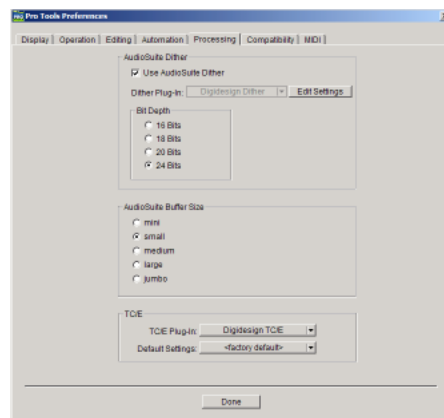 Pro Tools Preferences
Display Operation Editing Automation Processing Compatibility MIDI
AudioSuite Dither
Use AudioSuite Dither
Dither Plug-In: Digidesign Dither Edit Settings
Bit Depth
16 Bits
18 Bits
20 Bits
24 Bits
AudioSuite Buffer Size
mini
small
medium
large
jumbo
TC/E
TC/E Plug-In: Digidesign TC/E
Default Settings: <factory default>
Done